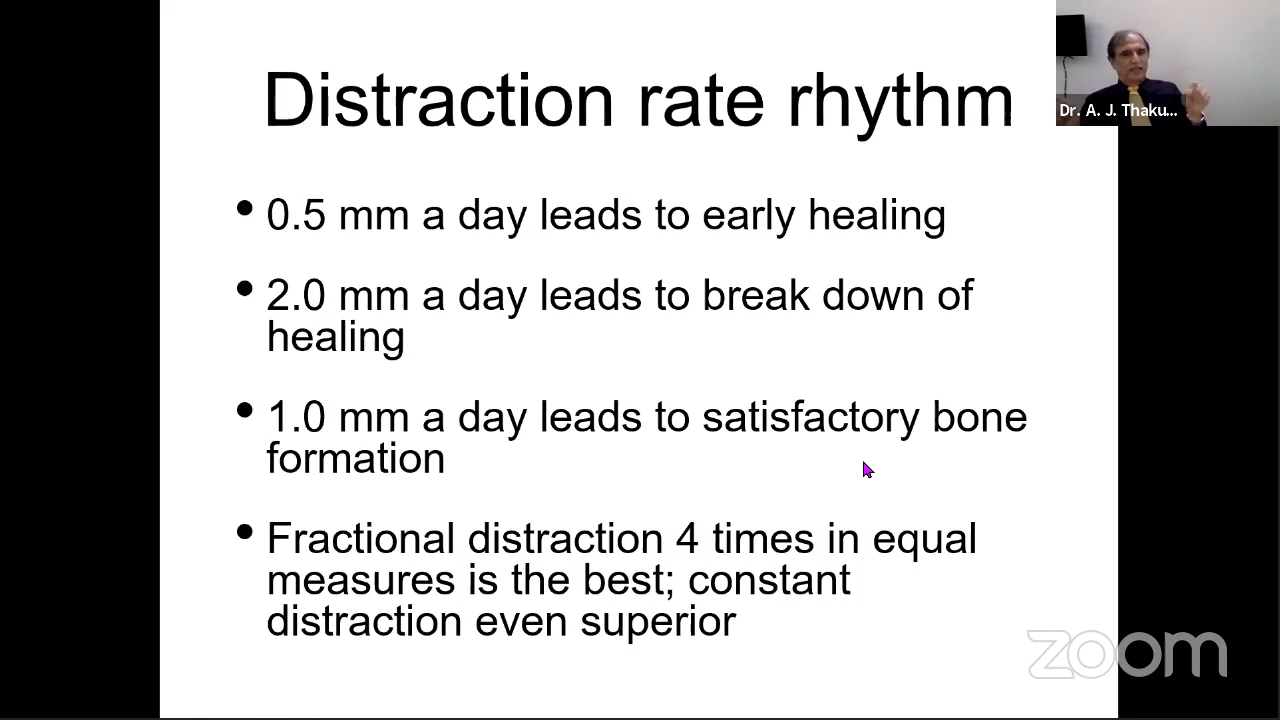 Distraction rate rhythm
Dr. A. J. Thaku...
• 0.5 mm a day leads to early healing
• 2.0 mm a day leads to break down of
healing
• 1.0 mm a day leads to satisfactory bone
formation
• Fractional distraction 4 times in equal
measures is the best; constant
distraction even superior
zoom